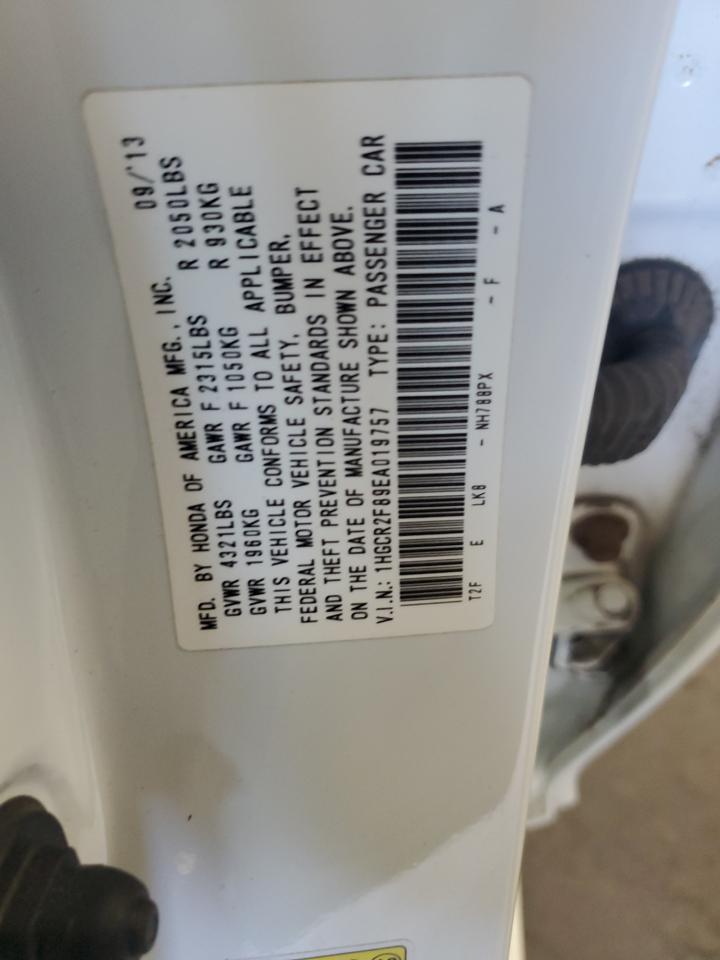 MFD. BY HONDA OF AMERICA MFG., INC. 09/'13
GVWR 4321LBS GAWR F 2315LBS R 2050LBS
GVWR 1960KG GAWR F 1050KG R 930KG
THIS VEHICLE CONFORMS TO ALL APPLICABLE
FEDERAL MOTOR VEHICLE SAFETY, BUMPER,
AND THEFT PREVENTION STANDARDS IN EFFECT
ON THE DATE OF MANUFACTURE SHOWN ABOVE.
V.I.N.: 1HGCR2F89EA019757 TYPE: PASSENGER CAR
T2F E LK8 - NH788PX - F - A